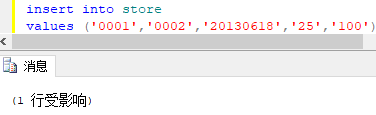 insert into store
values ('0001','0002','20130618','25','100')
消息
(1 行受影响)